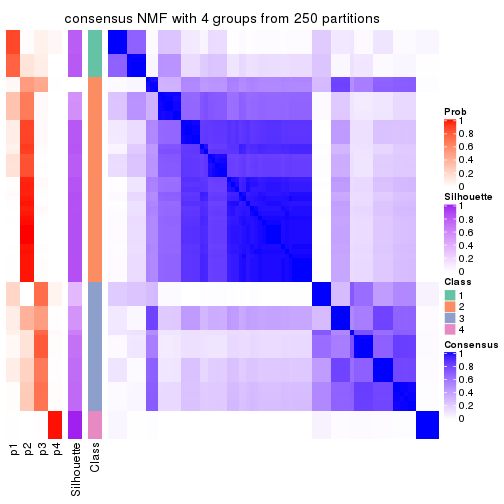 consensus NMF with 4 groups from 250 partitions
Prob
1
0.8
0.6
0.4
0.2
0
Silhouette
1
0.8
0.6
0.4
0.2
0
Class
1
2
3
4
Consensus
1
0.8
0.6
0.4
0.2
0
p1
p2
p3
p4
Silhouette
Class